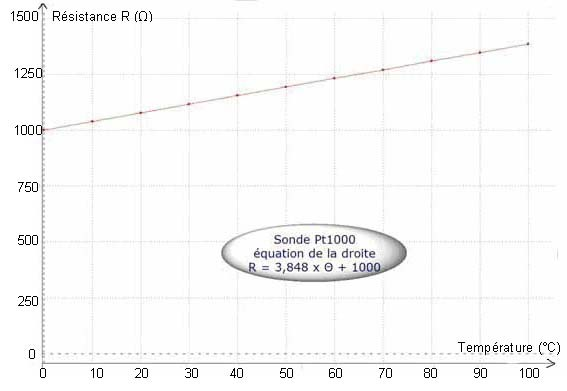 1500 Résistance R (Ω)
1250
1000
750
500
250
0
Sonde Pt1000
équation de la droite
R = 3,848 x Θ + 1000
Température (°C)
0 10 20 30 40 50 60 70 80 90 100